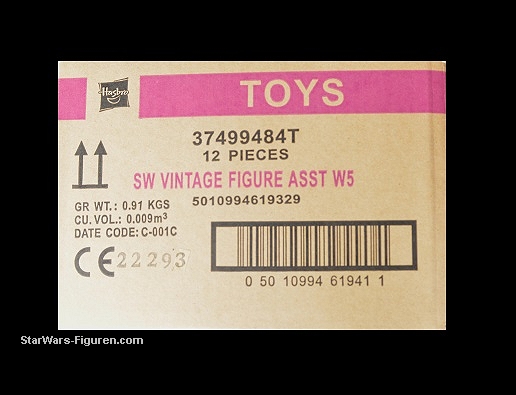 Hasbro
TOYS
37499484T
12 PIECES
SW VINTAGE FIGURE ASST W5
5010994619329
GR WT.: 0.91 KGS
CU. VOL.: 0.009m³
DATE CODE: C-001C
CE 22293
0 50 10994 61941 1
StarWars-Figuren.com